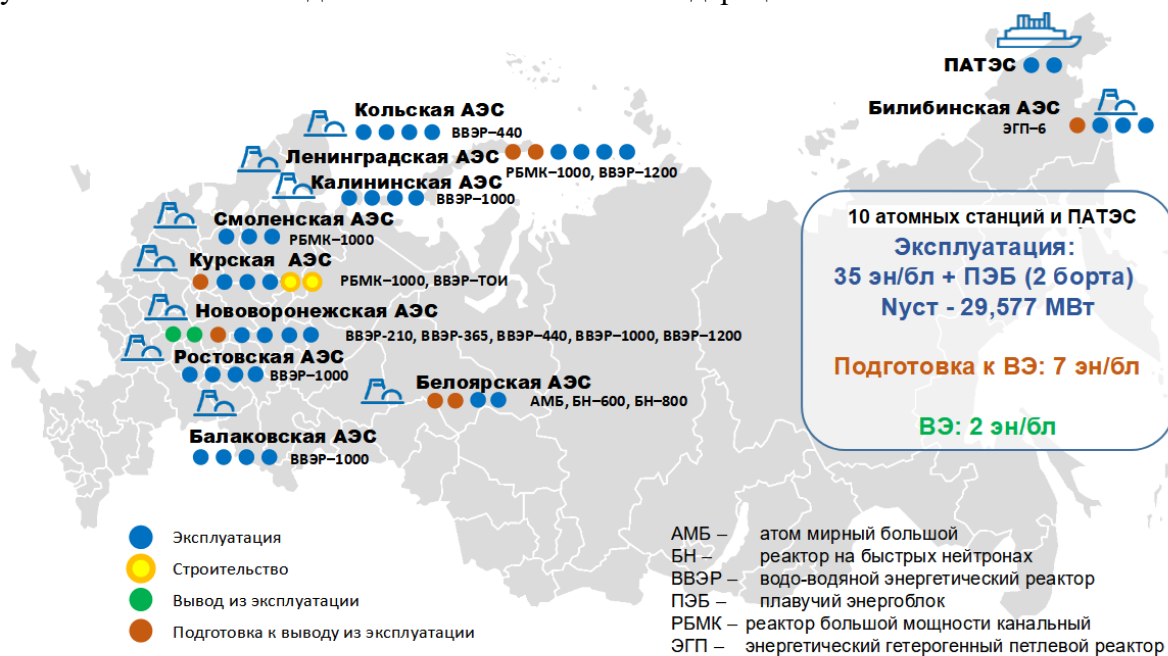 ПАТЭС
Билибинская АЭС
ЭГП–6
Кольская АЭС
ВВЭР–440
Ленинградская АЭС
РБМК–1000, ВВЭР–1200
Калининская АЭС
ВВЭР–1000
Смоленская АЭС
РБМК–1000
Курская АЭС
РБМК–1000, ВВЭР–ТОИ
Нововоронежская АЭС
ВВЭР-210, ВВЭР-365, ВВЭР–440, ВВЭР–1000, ВВЭР–1200
Ростовская АЭС
ВВЭР–1000
Белоярская АЭС
АМБ, БН–600, БН–800
Балаковская АЭС
ВВЭР–1000
10 атомных станций и ПАТЭС
Эксплуатация:
35 эн/бл + ПЭБ (2 борта)
Nуст - 29,577 МВт
Подготовка к ВЭ: 7 эн/бл
ВЭ: 2 эн/бл
Эксплуатация
Строительство
Вывод из эксплуатации
Подготовка к выводу из эксплуатации
АМБ – атом мирный большой
БН – реактор на быстрых нейтронах
ВВЭР – водо-водяной энергетический реактор
ПЭБ – плавучий энергоблок
РБМК – реактор большой мощности канальный
ЭГП – энергетический гетерогенный петлевой реактор